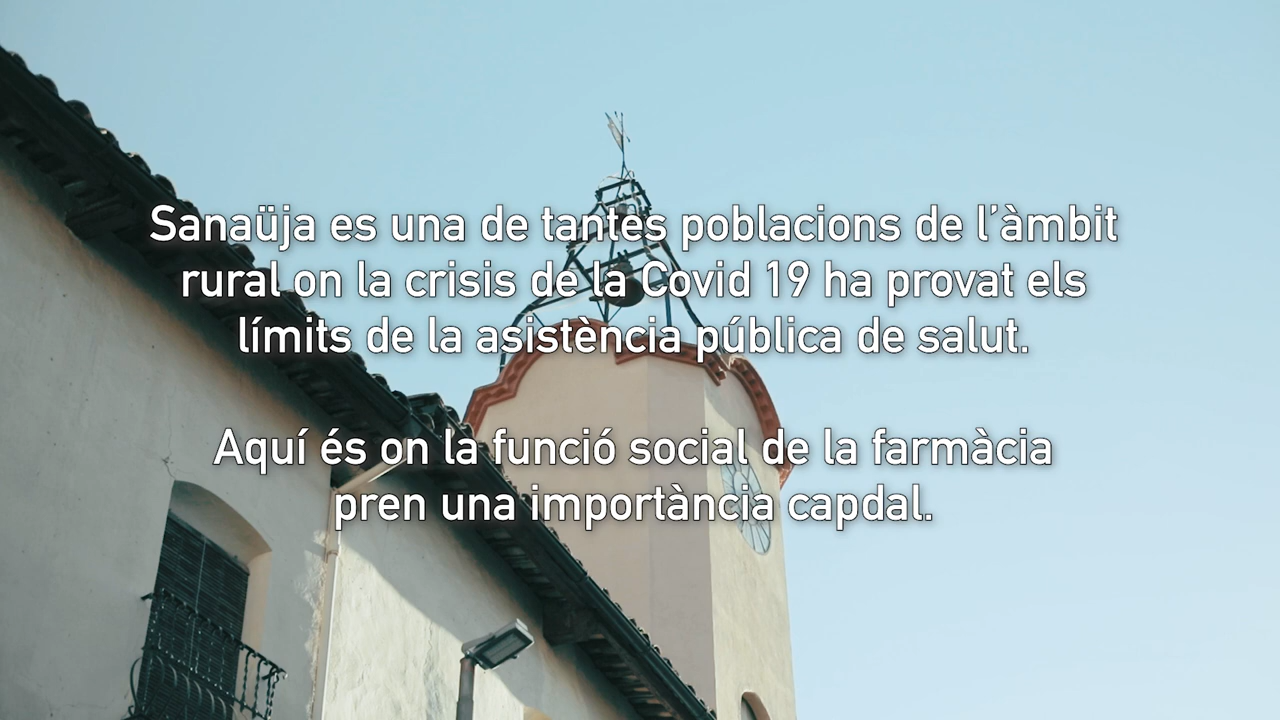 Sanaüja es una de tantes poblacions de l’àmbit
rural on la crisis de la Covid 19 ha provat els
límits de la asistència pública de salut.
Aquí és on la funció social de la farmàcia
pren una importància capdal.